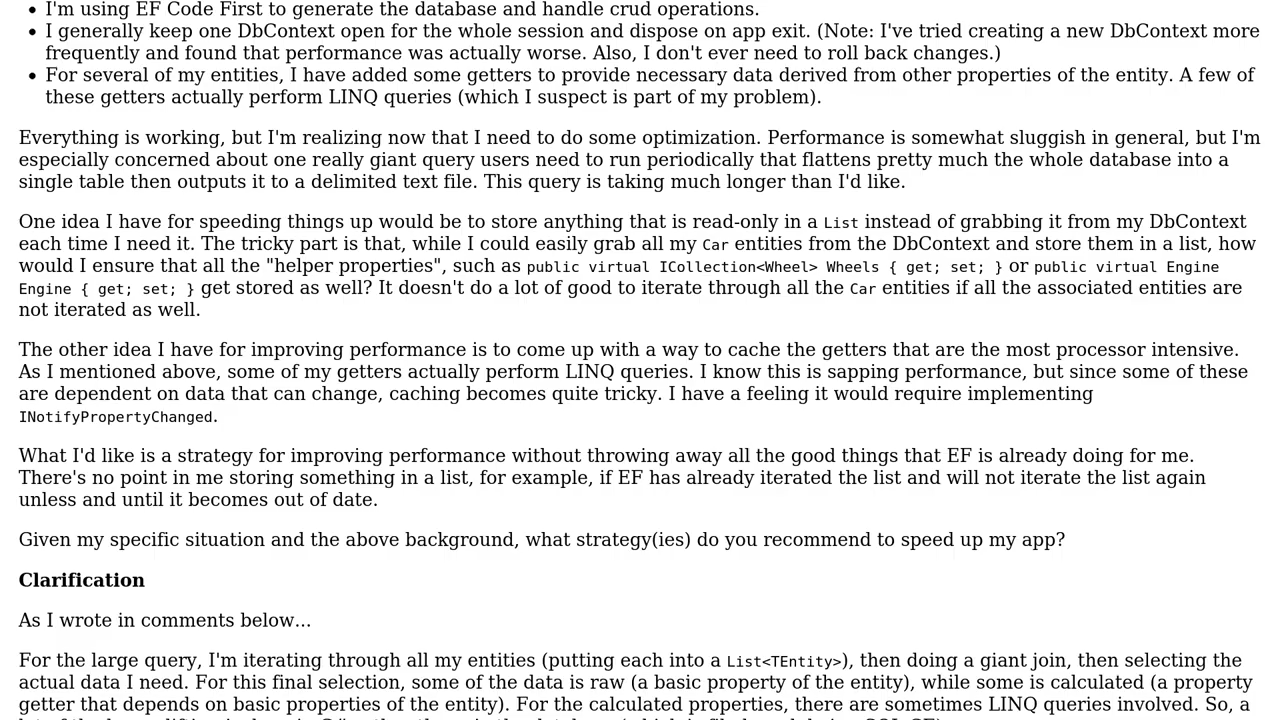 • I'm using EF Code First to generate the database and handle crud operations.
• I generally keep one DbContext open for the whole session and dispose on app exit. (Note: I've tried creating a new DbContext more
frequently and found that performance was actually worse. Also, I don't ever need to roll back changes.)
• For several of my entities, I have added some getters to provide necessary data derived from other properties of the entity. A few of
these getters actually perform LINQ queries (which I suspect is part of my problem).
Everything is working, but I'm realizing now that I need to do some optimization. Performance is somewhat sluggish in general, but I'm
especially concerned about one really giant query users need to run periodically that flattens pretty much the whole database into a
single table then outputs it to a delimited text file. This query is taking much longer than I'd like.
One idea I have for speeding things up would be to store anything that is read-only in a List instead of grabbing it from my DbContext
each time I need it. The tricky part is that, while I could easily grab all my Car entities from the DbContext and store them in a list, how
would I ensure that all the "helper properties", such as public virtual ICollection<Wheel> Wheels { get; set; } or public virtual Engine
Engine { get; set; } get stored as well? It doesn't do a lot of good to iterate through all the Car entities if all the associated entities are
not iterated as well.
The other idea I have for improving performance is to come up with a way to cache the getters that are the most processor intensive.
As I mentioned above, some of my getters actually perform LINQ queries. I know this is sapping performance, but since some of these
are dependent on data that can change, caching becomes quite tricky. I have a feeling it would require implementing
INotifyPropertyChanged.
What I'd like is a strategy for improving performance without throwing away all the good things that EF is already doing for me.
There's no point in me storing something in a list, for example, if EF has already iterated the list and will not iterate the list again
unless and until it becomes out of date.
Given my specific situation and the above background, what strategy(ies) do you recommend to speed up my app?
Clarification
As I wrote in comments below...
For the large query, I'm iterating through all my entities (putting each into a List<TEntity>), then doing a giant join, then selecting the
actual data I need. For this final selection, some of the data is raw (a basic property of the entity), while some is calculated (a property
getter that depends on basic properties of the entity). For the calculated properties, there are sometimes LINQ queries involved. So, a